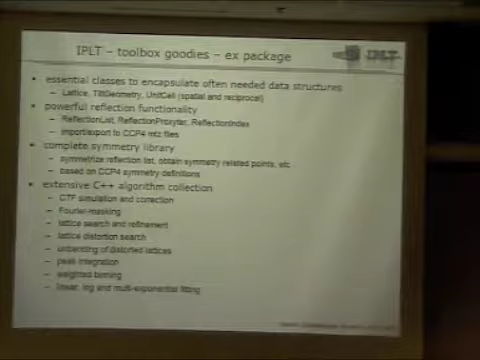 IPLT – toolbox goodies – ex package
IPLT
• essential classes to encapsulate often needed data structures
– Lattice, TiltGeometry, UnitCell (spatial and reciprocal)
• powerful reflection functionality
– ReflectionList, ReflectionProxyter, ReflectionIndex
– import/export to CCP4 mtz files
• complete symmetry library
– symmetrize reflection list, obtain symmetry related points, etc
– based on CCP4 symmetry definitions
• extensive C++ algorithm collection
– CTF simulation and correction
– Fourier-masking
– lattice search and refinement
– lattice distortion search
– unbending of distorted lattices
– peak integration
– weighted binning
– linear, log and multi-exponential fitting